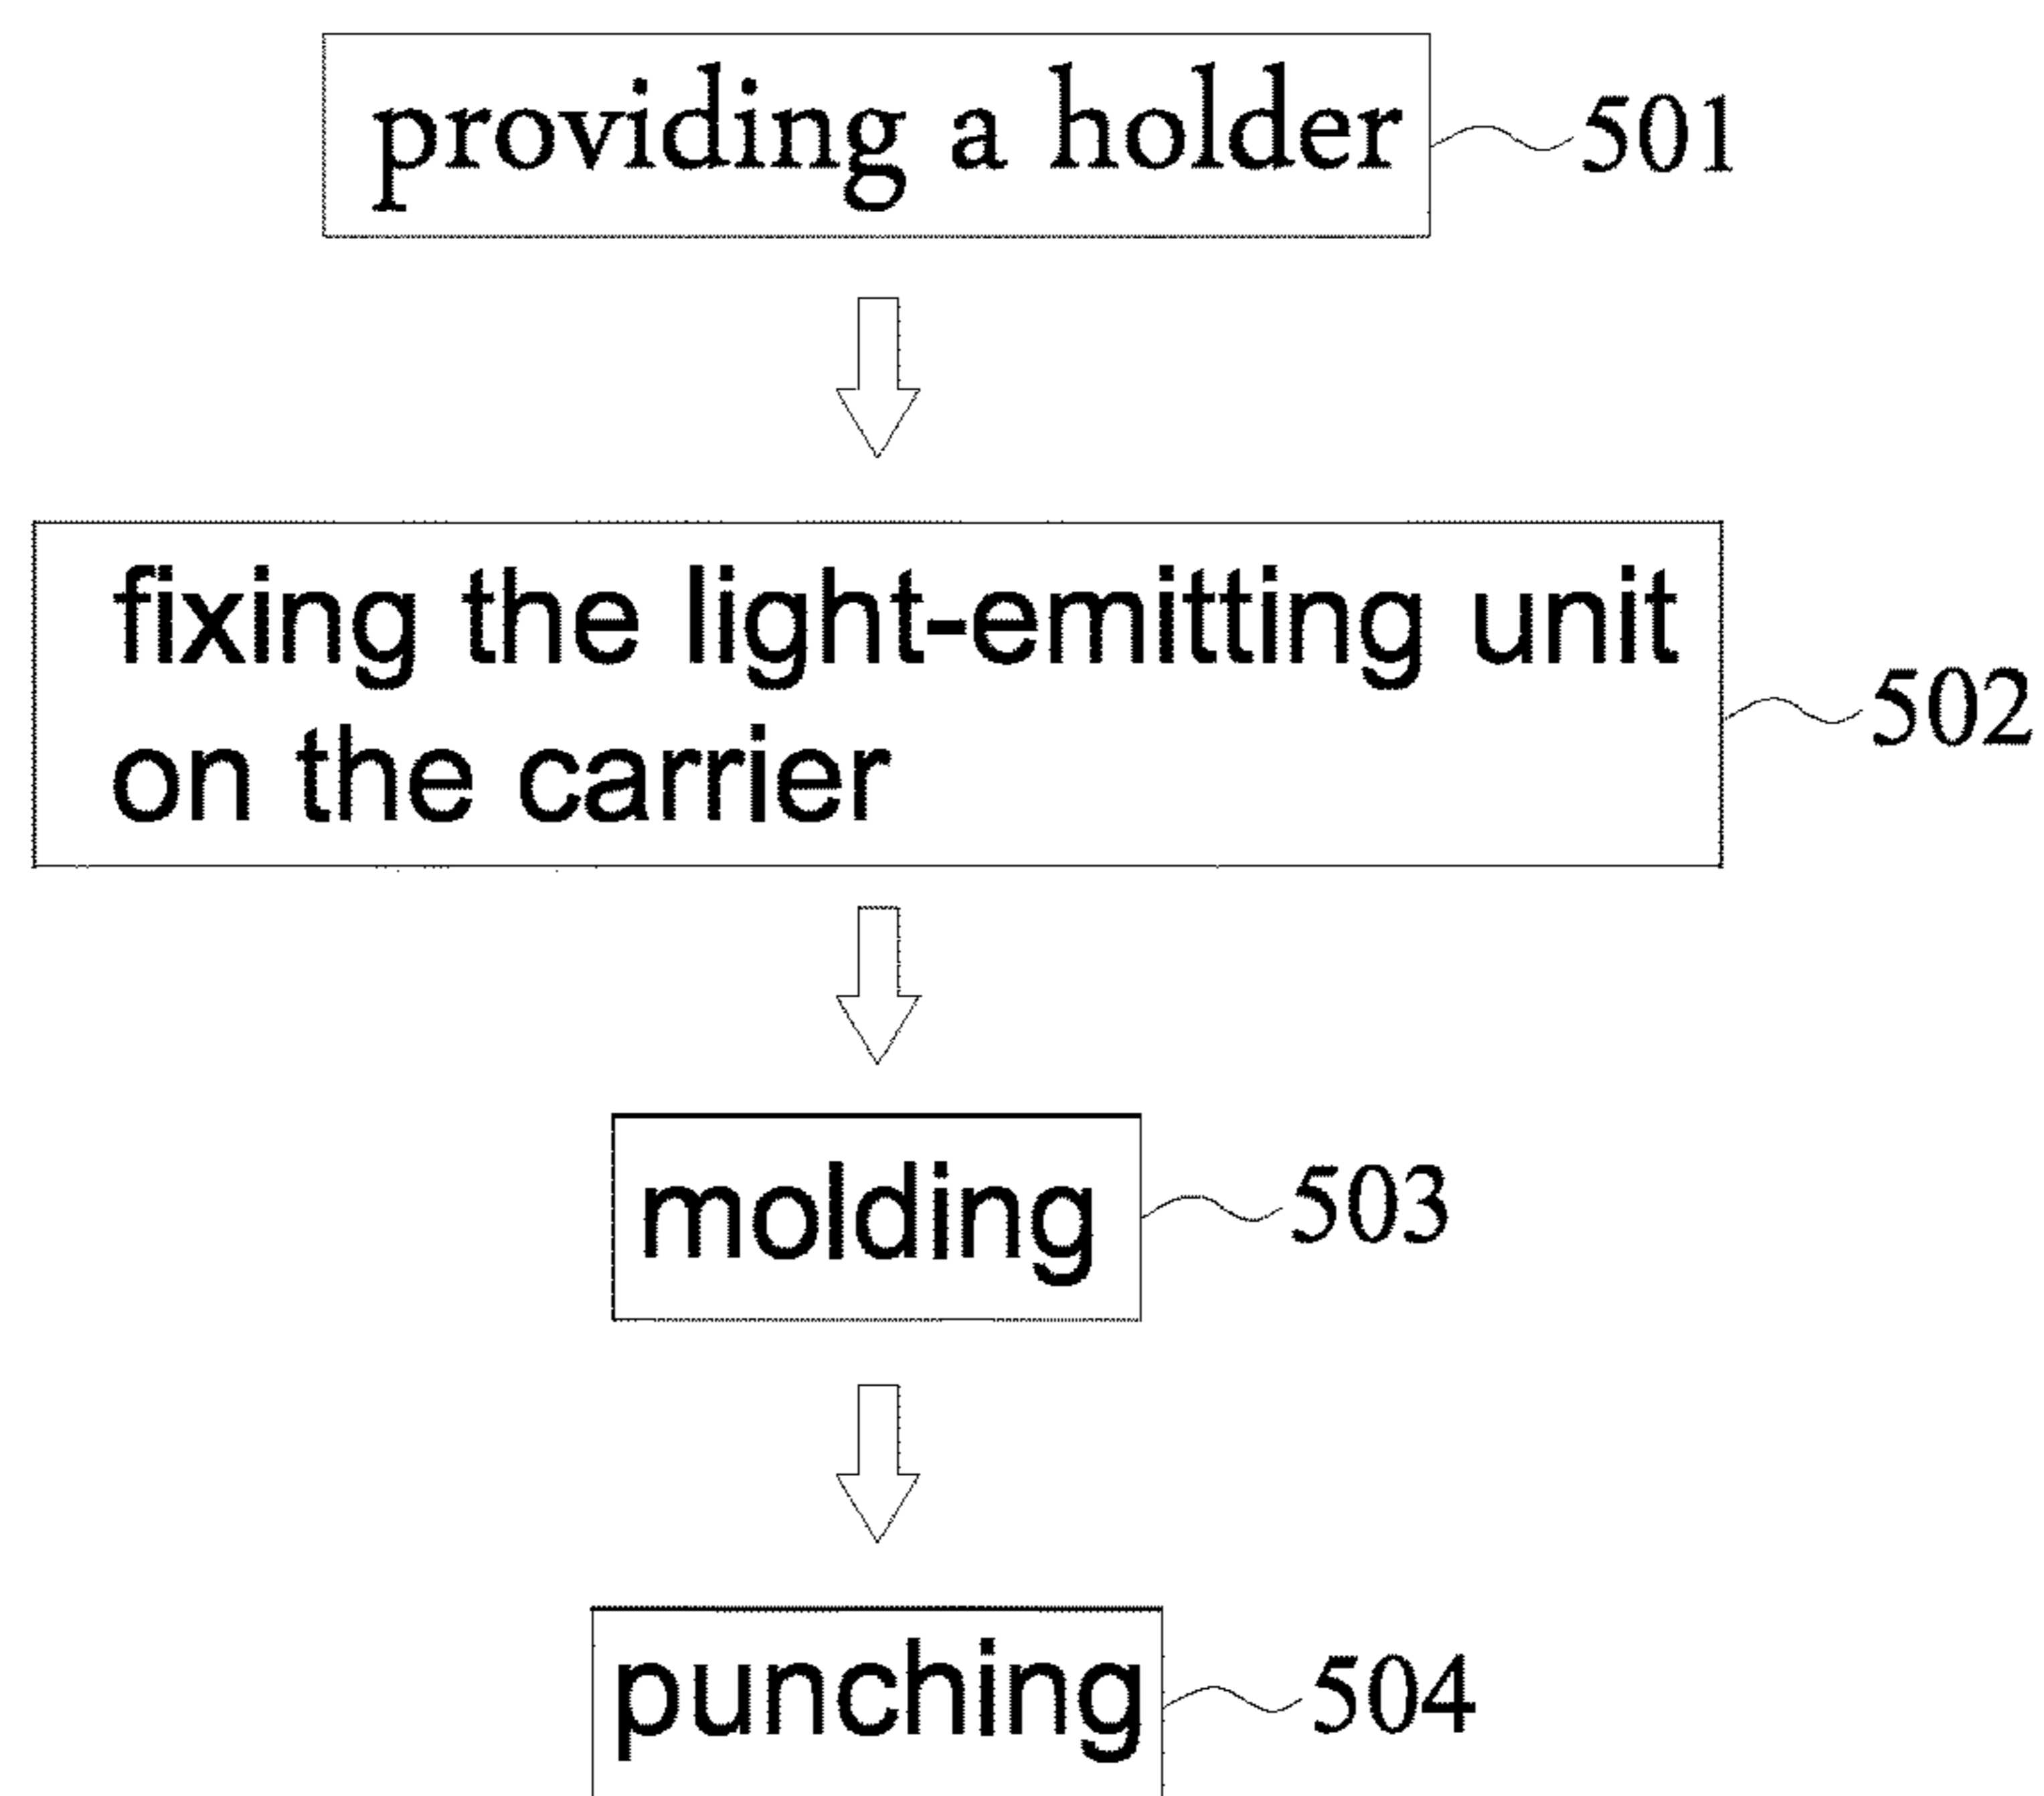 providing a holder 501
fixing the light-emitting unit
on the carrier 502
molding 503
punching 504